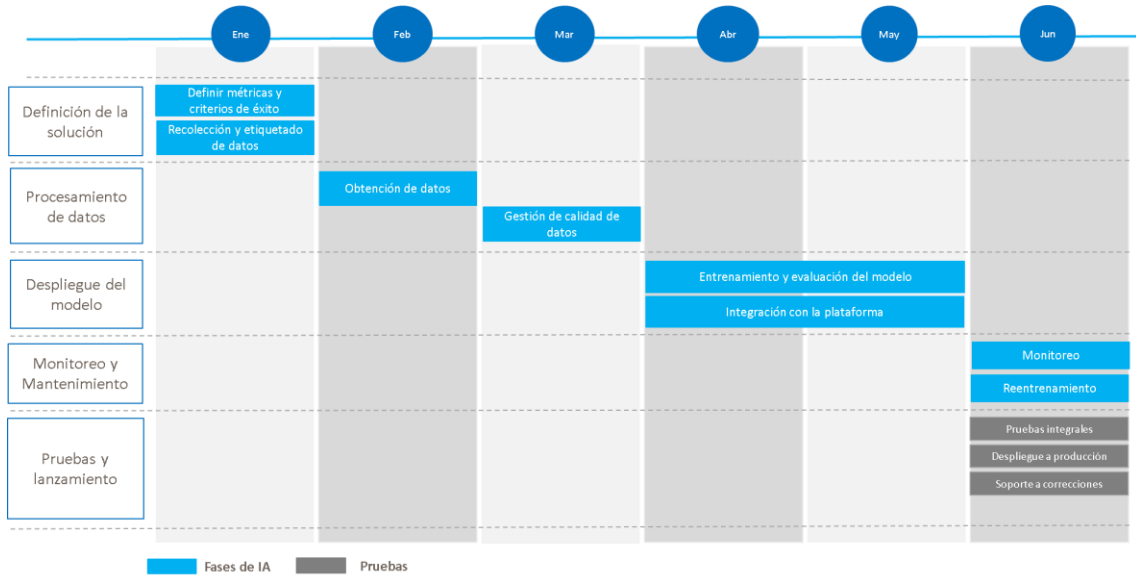 Ene
Feb
Mar
Abr
May
Jun
Definición de la
solución
Definir métricas y
criterios de éxito
Recolección y etiquetado
de datos
Procesamiento
de datos
Obtención de datos
Gestión de calidad de
datos
Despliegue del
modelo
Entrenamiento y evaluación del modelo
Integración con la plataforma
Monitoreo y
Mantenimiento
Monitoreo
Reentrenamiento
Pruebas y
lanzamiento
Pruebas integrales
Despliegue a producción
Soporte a correcciones
Fases de IA
Pruebas